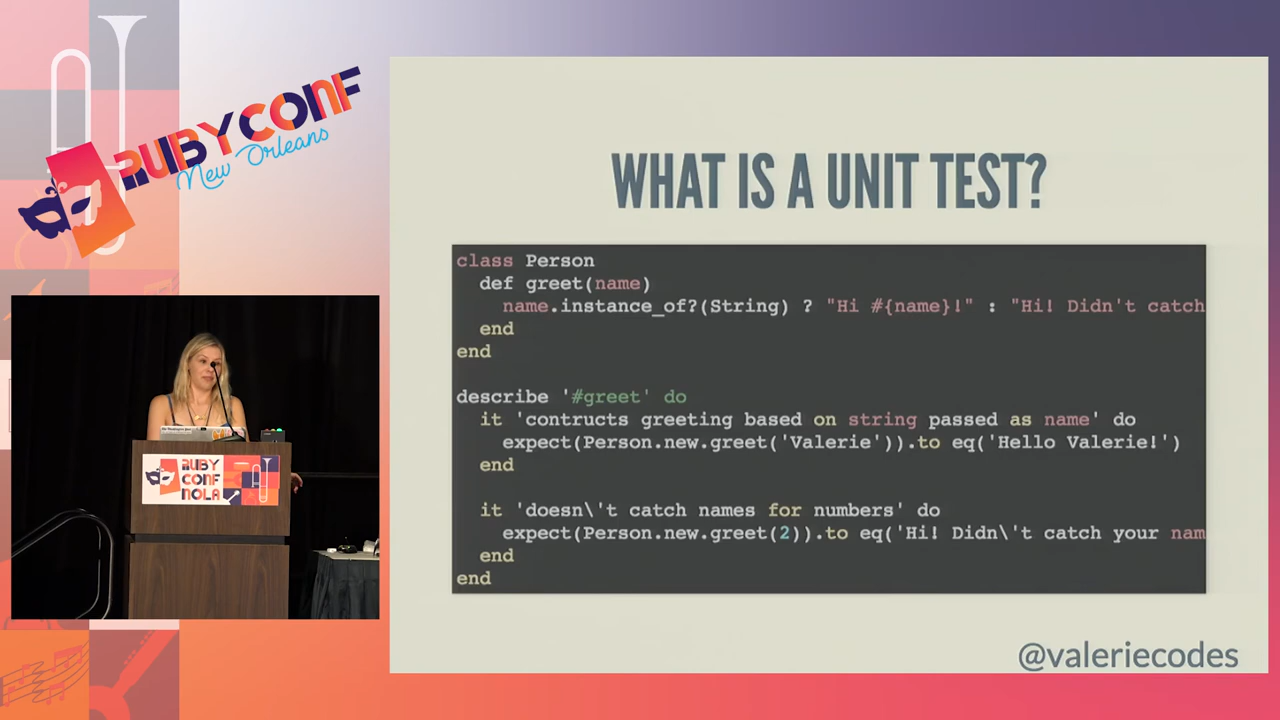 RUBYCONF
New Orleans
RUBY
CONF
NOLA
WHAT IS A UNIT TEST?
class Person
  def greet(name)
    name.instance_of?(String) ? "Hi #{name}!" : "Hi! Didn't catch
  end
end
describe '#greet' do
  it 'contructs greeting based on string passed as name' do
    expect(Person.new.greet('Valerie')).to eq('Hello Valerie!')
  end
  it 'doesn\'t catch names for numbers' do
    expect(Person.new.greet(2)).to eq('Hi! Didn\'t catch your nam
  end
end
@valeriecodes